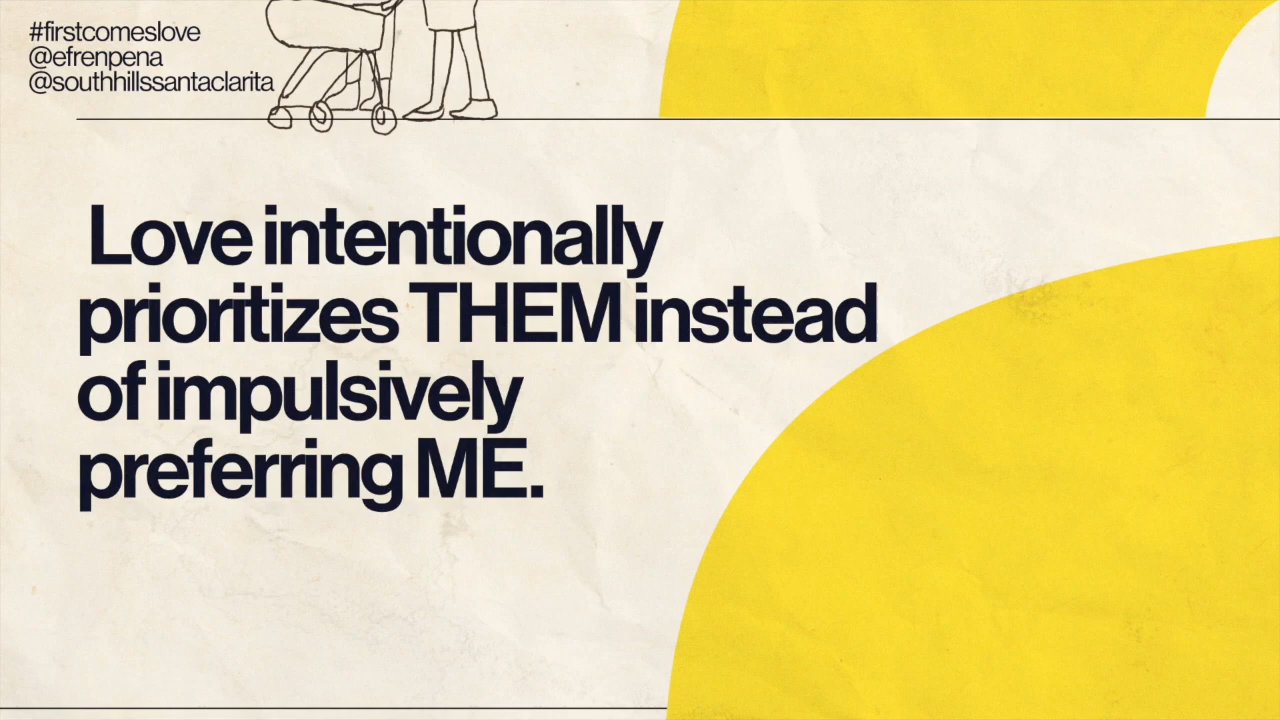 #firstcomeslove
@efrenpena
@southhillssantaclarita
Love intentionally
prioritizes THEM instead
of impulsively
preferring ME.